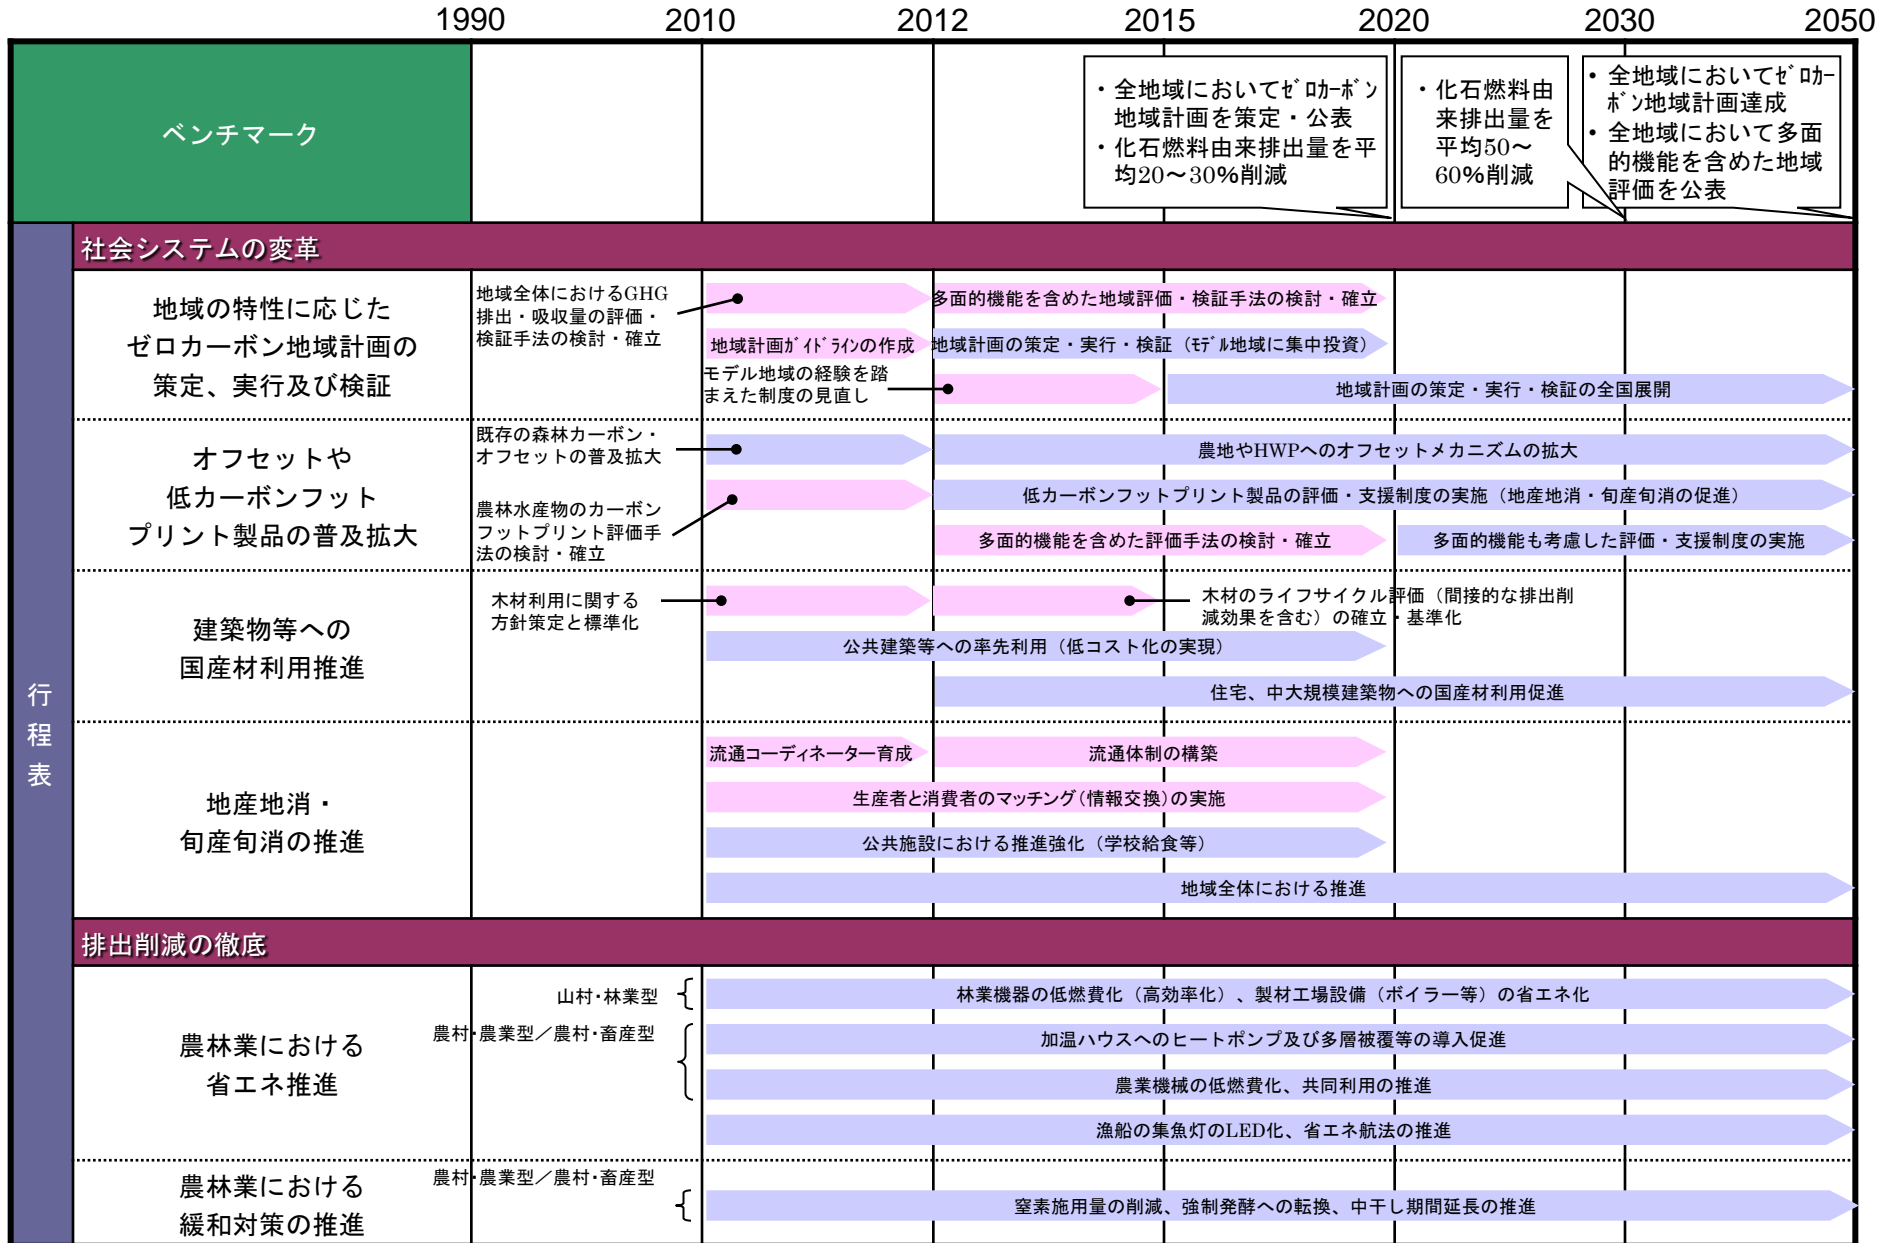 1990 2010 2012 2015 2020 2030 2050
ベンチマーク
・全地域においてｾﾞﾛｶｰﾎﾞﾝ
地域計画を策定・公表
・化石燃料由来排出量を平
均20～30%削減
・化石燃料由
来排出量を
平均50～
60%削減
・全地域においてｾﾞﾛｶｰ
ﾎﾞﾝ地域計画達成
・全地域において多面
的機能を含めた地域
評価を公表
行
程
表
社会システムの変革
地域の特性に応じた
ゼロカーボン地域計画の
策定、実行及び検証
地域全体におけるGHG
排出・吸収量の評価・
検証手法の検討・確立
多面的機能を含めた地域評価・検証手法の検討・確立
地域計画ｶﾞｲﾄﾞﾗｲﾝの作成
地域計画の策定・実行・検証（ﾓﾃﾞﾙ地域に集中投資）
モデル地域の経験を踏
まえた制度の見直し
地域計画の策定・実行・検証の全国展開
オフセットや
低カーボンフット
プリント製品の普及拡大
既存の森林カーボン・
オフセットの普及拡大
農地やHWPへのオフセットメカニズムの拡大
農林水産物のカーボン
フットプリント評価手
法の検討・確立
低カーボンフットプリント製品の評価・支援制度の実施（地産地消・旬産旬消の促進）
多面的機能を含めた評価手法の検討・確立
多面的機能も考慮した評価・支援制度の実施
建築物等への
国産材利用推進
木材利用に関する
方針策定と標準化
木材のライフサイクル評価（間接的な排出削
減効果を含む）の確立・基準化
公共建築等への率先利用（低コスト化の実現）
住宅、中大規模建築物への国産材利用促進
地産地消・
旬産旬消の推進
流通コーディネーター育成
流通体制の構築
生産者と消費者のマッチング（情報交換）の実施
公共施設における推進強化（学校給食等）
地域全体における推進
排出削減の徹底
農林業における
省エネ推進
山村・林業型
林業機器の低燃費化（高効率化）、製材工場設備（ボイラー等）の省エネ化
農村・農業型／農村・畜産型
加温ハウスへのヒートポンプ及び多層被覆等の導入促進
農業機械の低燃費化、共同利用の推進
漁船の集魚灯のLED化、省エネ航法の推進
農林業における
緩和対策の推進
農村・農業型／農村・畜産型
窒素施用量の削減、強制発酵への転換、中干し期間延長の推進